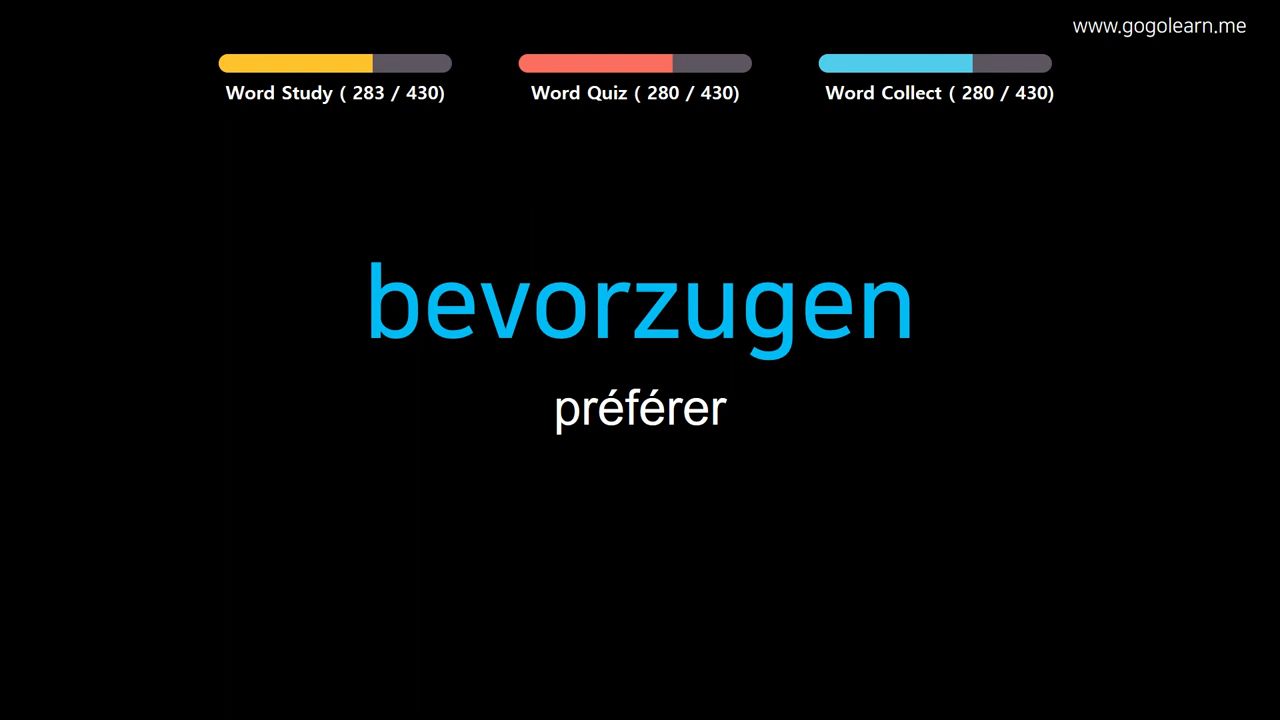 www.gogolearn.me
Word Study ( 283 / 430)
Word Quiz ( 280 / 430)
Word Collect ( 280 / 430)
bevorzugen
préférer